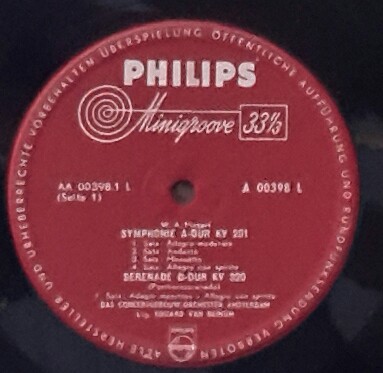 ALLE HERSTELLER UND URHEBERRECHTE VORBEHALTEN ÜBERSPIELUNG ÖFFENTLICHE AUFFÜHRUNG UND RUNDFUNKSENDUNG VERBOTEN
PHILIPS
Minigroove 33⅓
AA 00398.1 L
(Seite 1)
A 00398 L
W. A. Mozart
SYMPHONIE A-DUR KV 201
1. Satz: Allegro moderato
2. Satz: Andante
3. Satz: Menuetto
4. Satz: Allegro con spirito
SERENADE D-DUR KV 320
1. Satz: Adagio maestoso - Allegro con spirito
DAS CONCERTGEBOUW ORCHESTER AMSTERDAM
EDUARD VAN BEINUM
PHILIPS